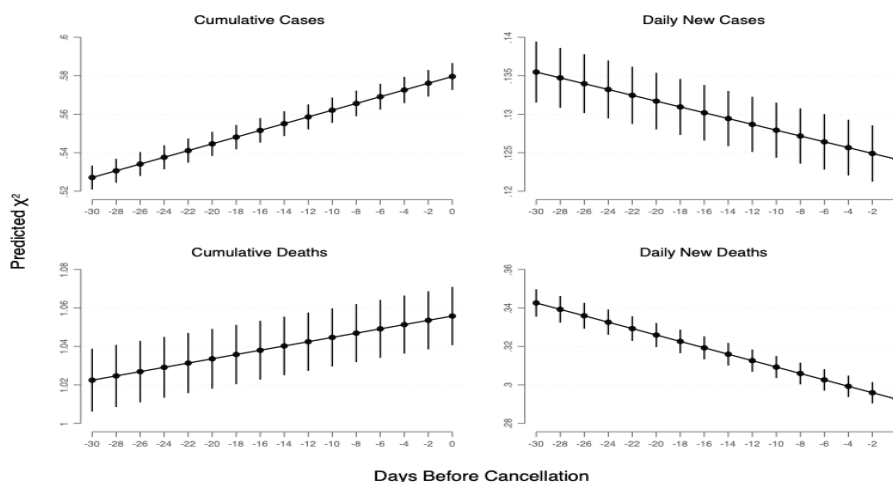 Cumulative Cases
.6
.58
.56
.54
.52
-30 -28 -26 -24 -22 -20 -18 -16 -14 -12 -10 -8 -6 -4 -2 0
Daily New Cases
.14
.135
.13
.125
.12
-30 -28 -26 -24 -22 -20 -18 -16 -14 -12 -10 -8 -6 -4 -2
Predicted χ²
Cumulative Deaths
1.08
1.06
1.04
1.02
1
-30 -28 -26 -24 -22 -20 -18 -16 -14 -12 -10 -8 -6 -4 -2 0
Daily New Deaths
.36
.34
.32
.3
.28
-30 -28 -26 -24 -22 -20 -18 -16 -14 -12 -10 -8 -6 -4 -2
Days Before Cancellation